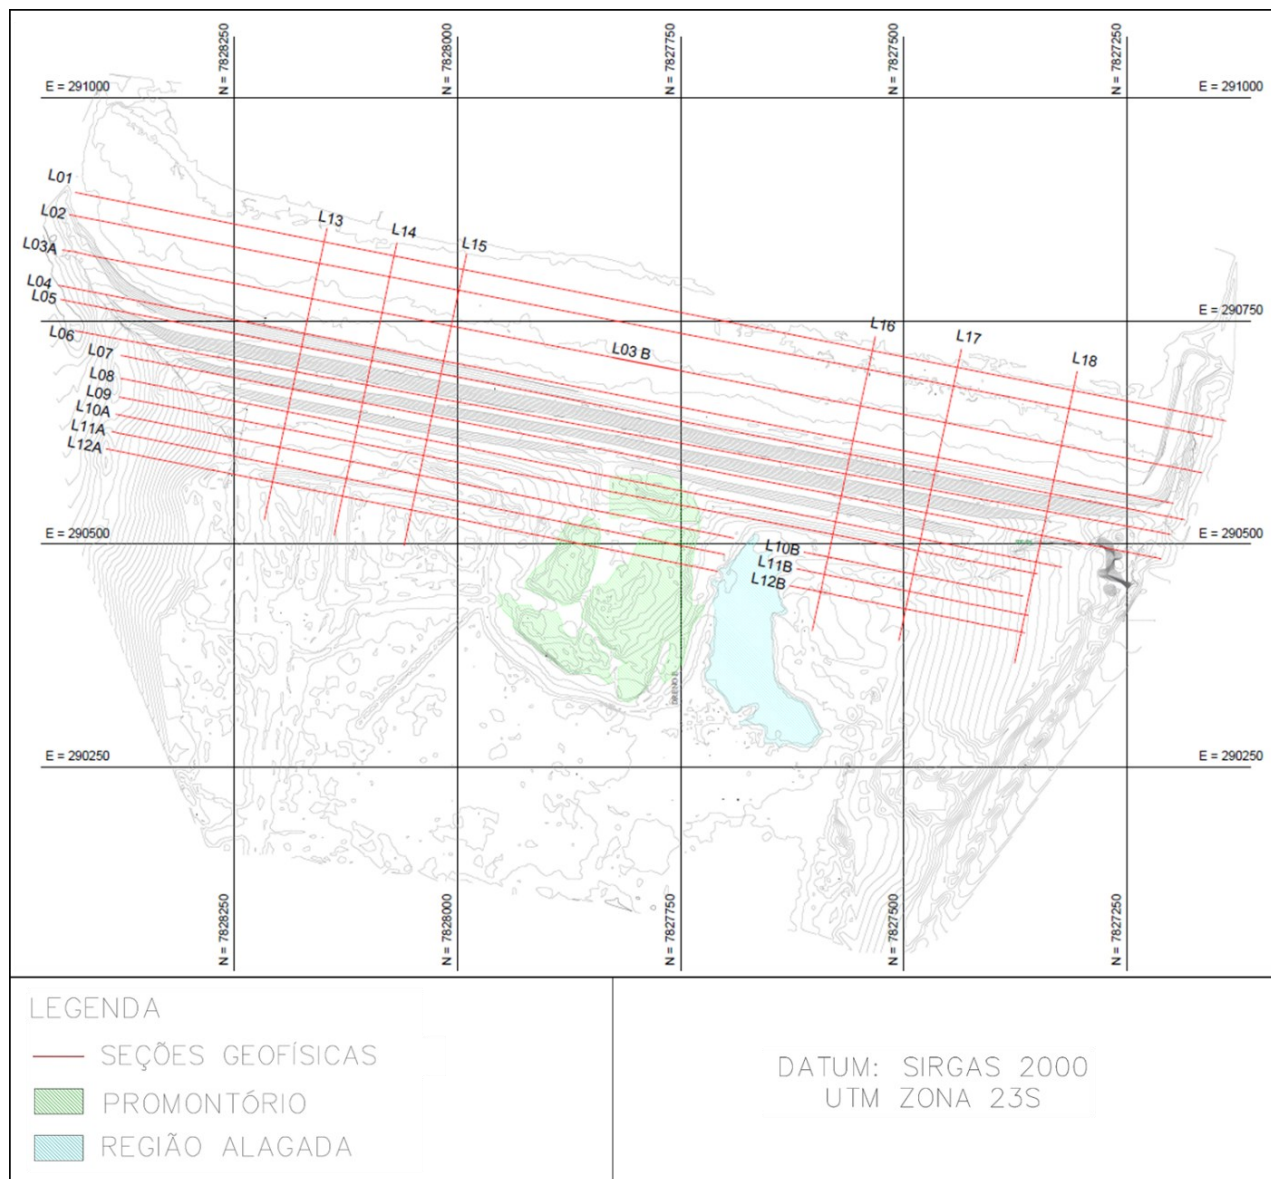 N = 7828250
N = 7828000
N = 7827750
N = 7827500
N = 7827250
E = 291000
E = 291000
L01
L02
L13
L14
L15
L03A
L04
L05
L16
L17
E = 290750
L06
L07
L03 B
L18
L08
L09
L10A
L11A
L12A
E = 290500
L10B
E = 290500
L11B
L12B
E = 290250
E = 290250
N = 7828250
N = 7828000
N = 7827750
N = 7827500
N = 7827250
LEGENDA
SEÇÕES GEOFÍSICAS
PROMONTÓRIO
REGIÃO ALAGADA
DATUM: SIRGAS 2000
UTM ZONA 23S